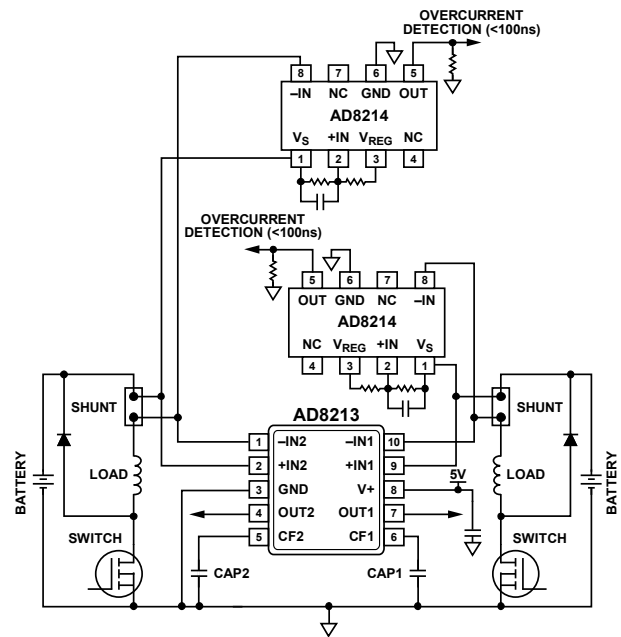 OVERCURRENT
DETECTION (<100ns)
8 7 6 5
–IN NC GND OUT
AD8214
VS +IN VREG NC
1 2 3 4
OVERCURRENT
DETECTION (<100ns)
5 6 7 8
OUT GND NC –IN
AD8214
NC VREG +IN VS
4 3 2 1
SHUNT
AD8213
SHUNT
1 –IN2 –IN1 10
2 +IN2 +IN1 9
3 GND V+ 8
5V
4 OUT2 OUT1 7
5 CF2 CF1 6
BATTERY
LOAD
LOAD
BATTERY
SWITCH
SWITCH
CAP2
CAP1